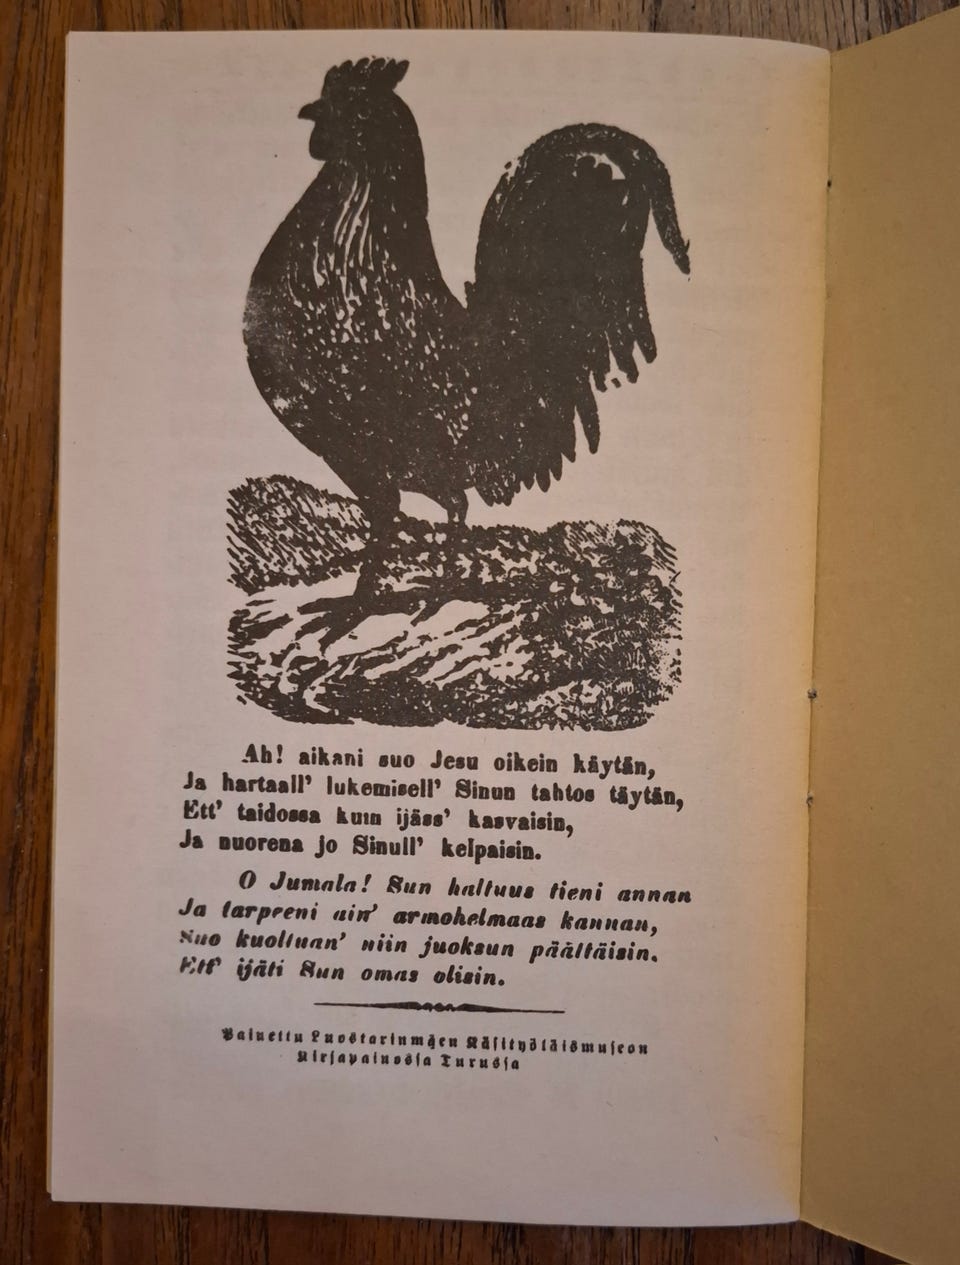 Ah! aikani suo Jesu oikein käytän,
Ja hartaall' lukemisell' Sinun tahtos täytän,
Ett' taidossa kuin ijäss' kasvaisin,
Ja nuorena jo Sinull' kelpaisin.
O Jumala! Sun haltuus tieni annan
Ja tarpeeni ain' armohelmaas kannan,
Suo kuoltuan' niin juoksun päältäisin.
Ett' ijäti Sun omas olisin.
Painettu Luostarinmäen Käsityöläismuseon
Kirjapainossa Turussa